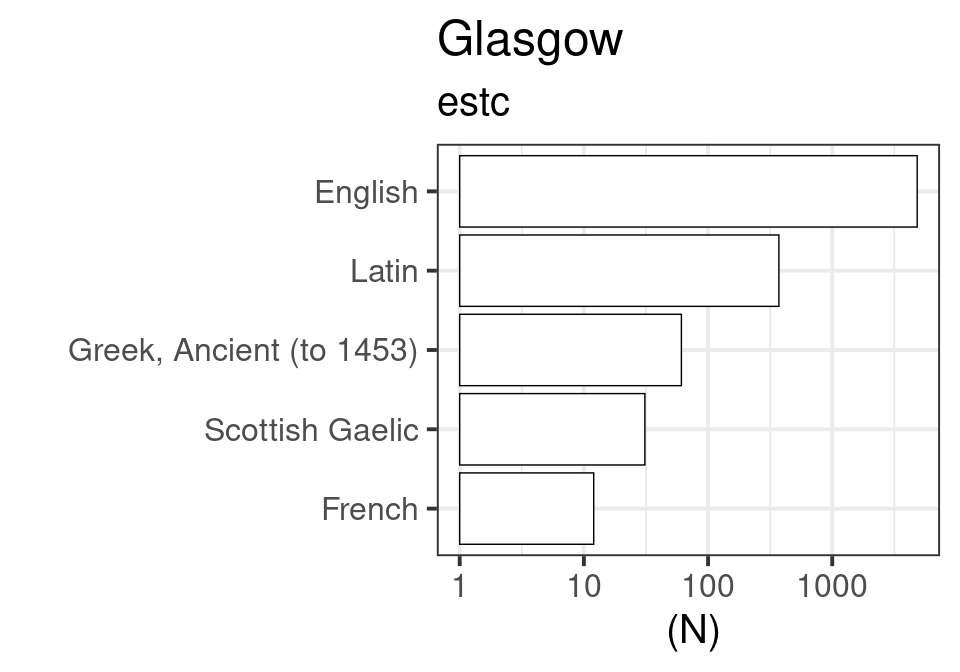 Glasgow
estc
English
Latin
Greek, Ancient (to 1453)
Scottish Gaelic
French
1 10 100 1000
(N)